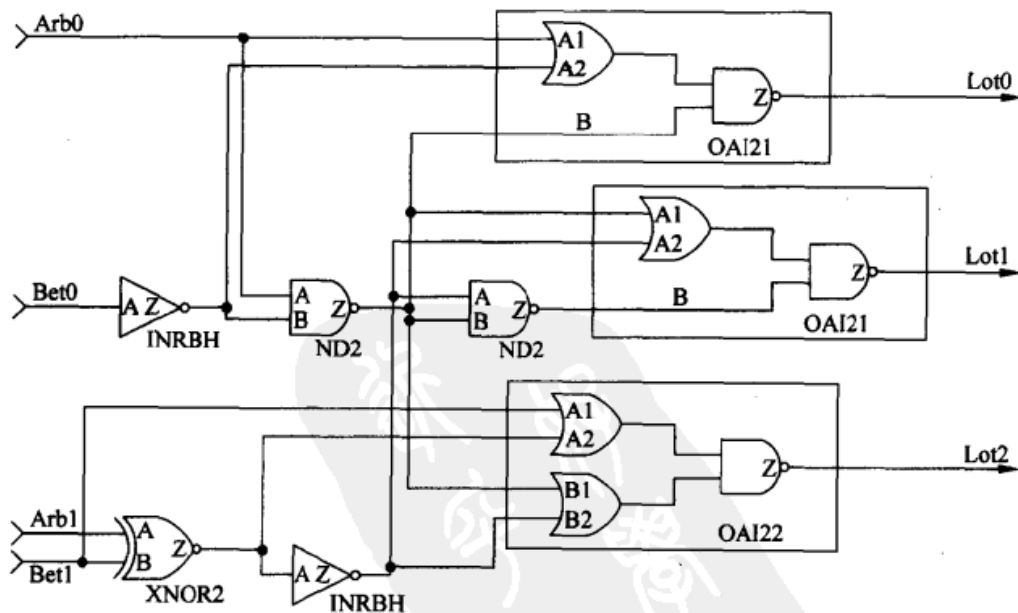 Arb0
A1
A2
Z
Lot0
B
OAI21
A1
A2
Z
Lot1
Bet0
A Z
INRBH
A
B
Z
ND2
A
B
Z
ND2
B
OAI21
A1
A2
Z
Lot2
B1
B2
OAI22
Arb1
Bet1
A
B
Z
XNOR2
A Z
INRBH